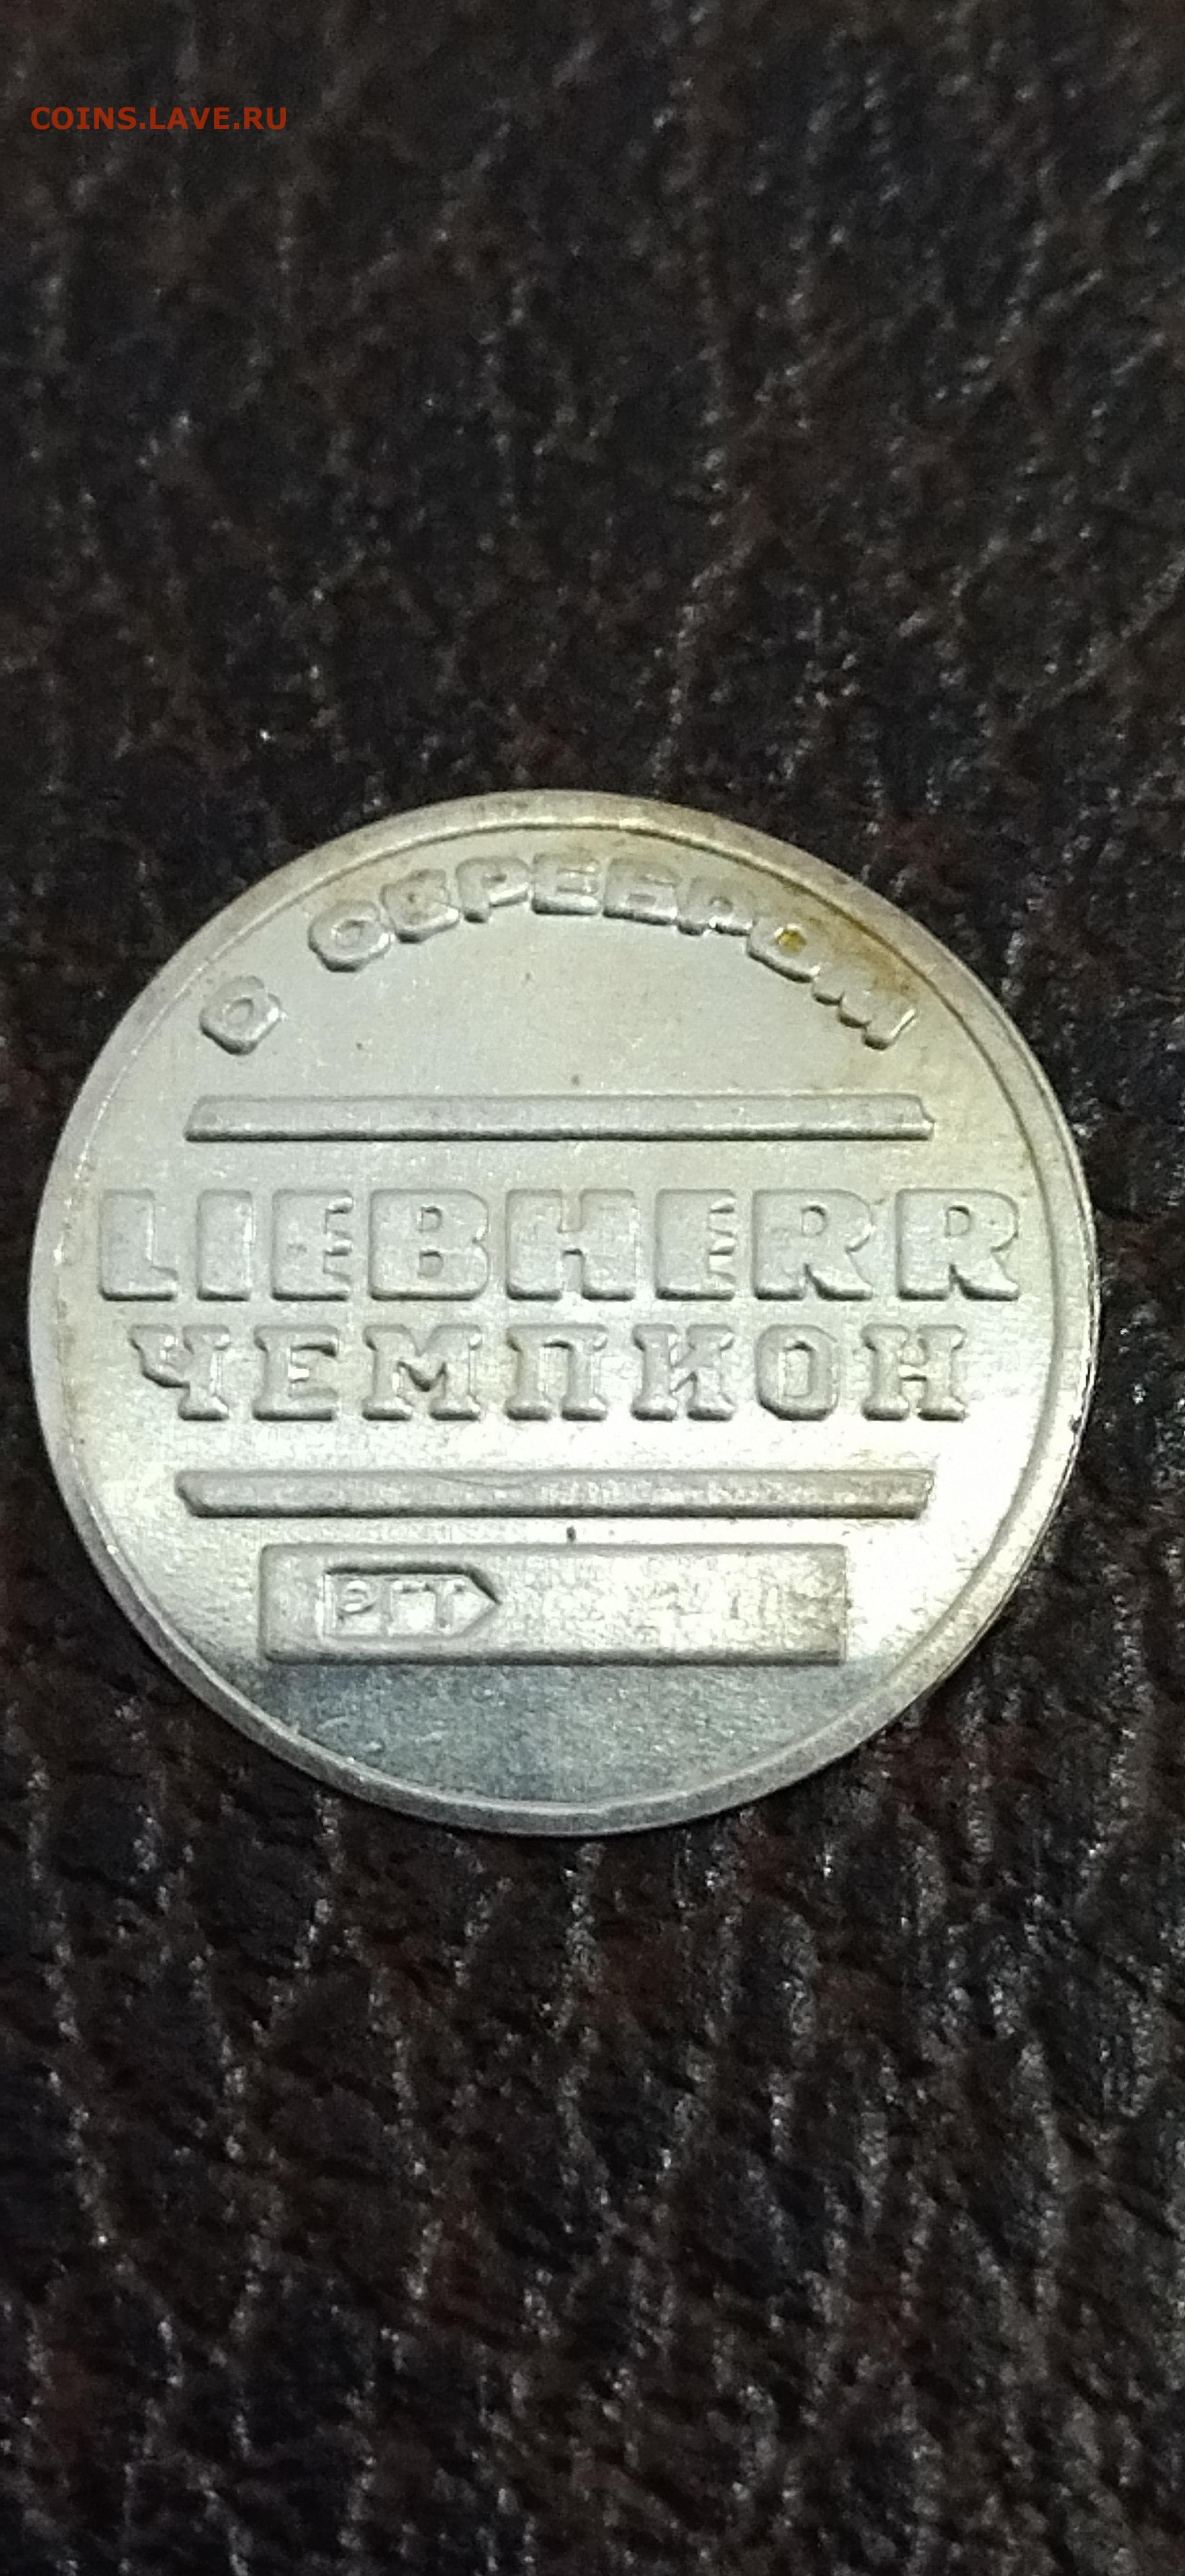 COINS.LAVE.RU
С СЕРЕБРОМ
LIEBHERR
ЧЕМПИОН
РГТ